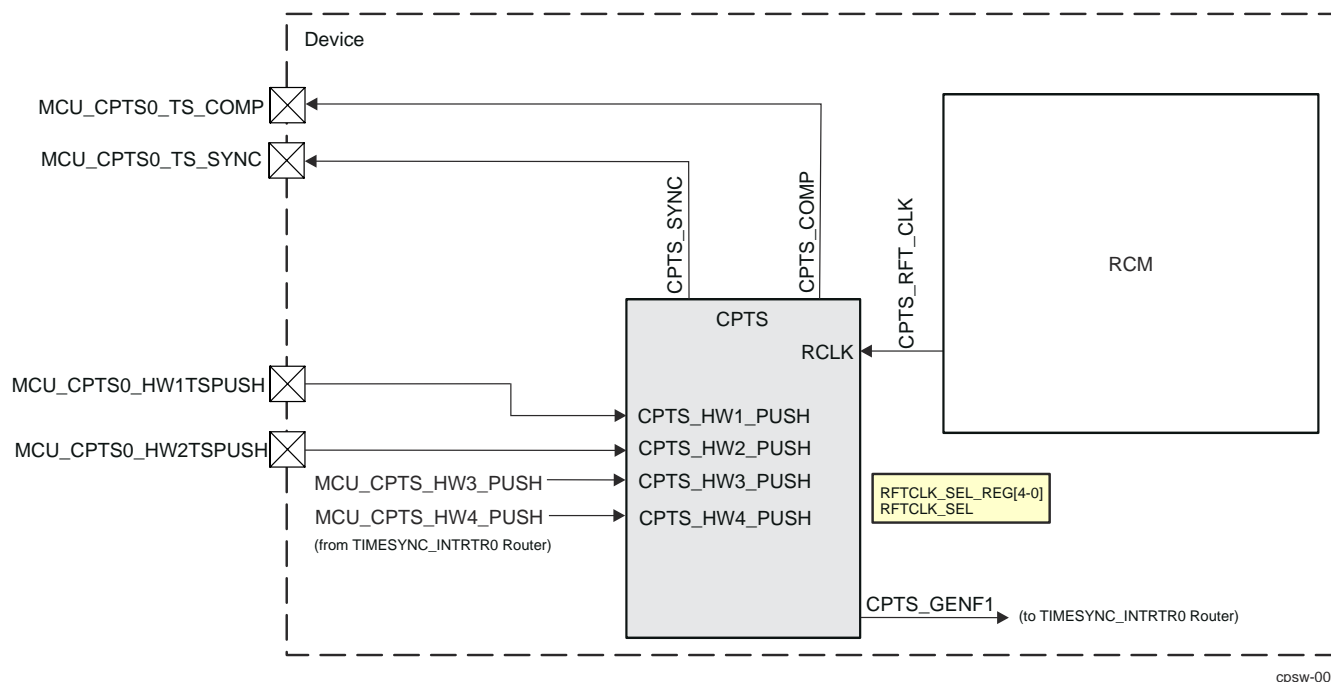 Device
MCU_CPTS0_TS_COMP
MCU_CPTS0_TS_SYNC
CPTS_SYNC
CPTS_COMP
CPTS_RFT_CLK
RCM
CPTS
RCLK
MCU_CPTS0_HW1TSPUSH
CPTS_HW1_PUSH
MCU_CPTS0_HW2TSPUSH
CPTS_HW2_PUSH
MCU_CPTS_HW3_PUSH
CPTS_HW3_PUSH
MCU_CPTS_HW4_PUSH
CPTS_HW4_PUSH
(from TIMESYNC_INTRTR0 Router)
RFTCLK_SEL_REG[4-0]
RFTCLK_SEL
CPTS_GENF1
(to TIMESYNC_INTRTR0 Router)
cpsw-00